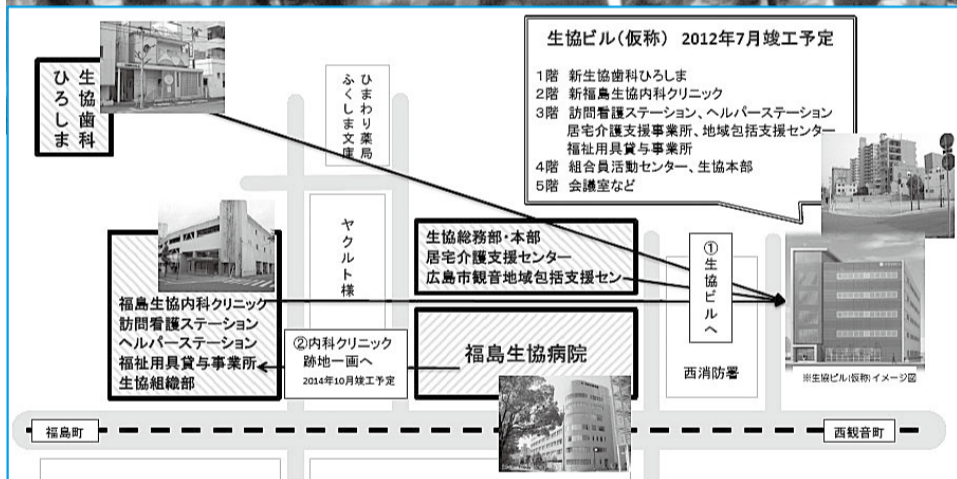 生協ビル(仮称) 2012年7月竣工予定
1階 新生協歯科ひろしま
2階 新福島生協内科クリニック
3階 訪問看護ステーション、ヘルパーステーション
居宅介護支援事業所、地域包括支援センター
福祉用具貸与事業所
4階 組合員活動センター、生協本部
5階 会議室など
生協歯科
ひろしま
ひまわり薬局
ふくしま文庫
ヤクルト様
生協総務部・本部
居宅介護支援センター
広島市観音地域包括支援セン
①生協ビルへ
福島生協内科クリニック
訪問看護ステーション
ヘルパーステーション
福祉用具貸与事業所
生協組織部
②内科クリニック
跡地一画へ
2014年10月竣工予定
福島生協病院
西消防署
※生協ビル(仮称)イメージ図
福島町
西観音町